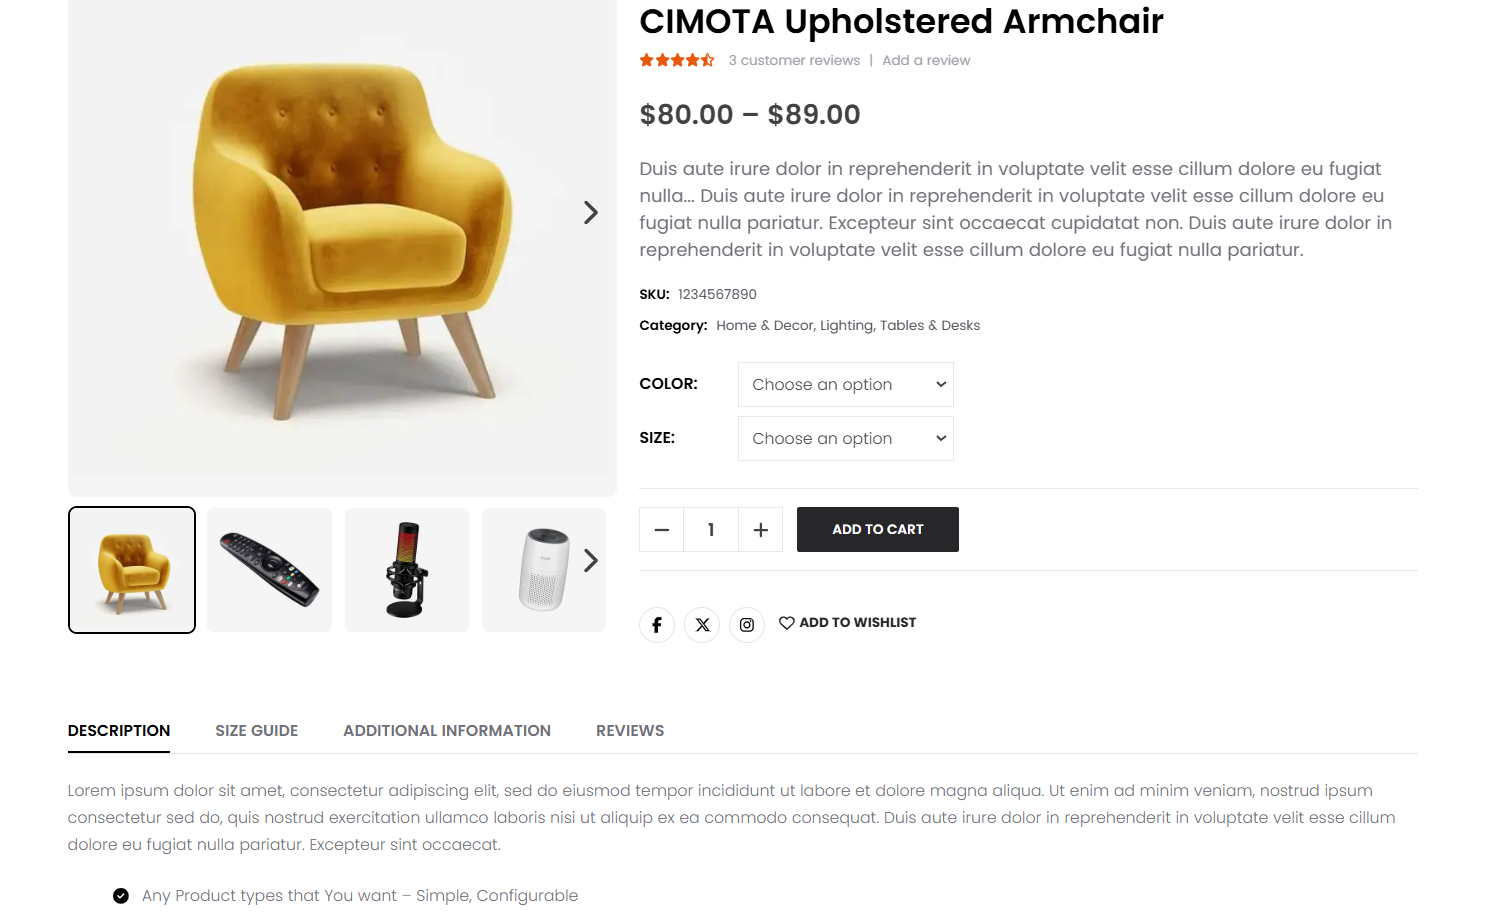 CIMOTA Upholstered Armchair
3 customer reviews | Add a review
$80.00 – $89.00
Duis aute irure dolor in reprehenderit in voluptate velit esse cillum dolore eu fugiat
nulla... Duis aute irure dolor in reprehenderit in voluptate velit esse cillum dolore eu
fugiat nulla pariatur. Excepteur sint occaecat cupidatat non. Duis aute irure dolor in
reprehenderit in voluptate velit esse cillum dolore eu fugiat nulla pariatur.
SKU: 1234567890
Category: Home & Decor, Lighting, Tables & Desks
COLOR: Choose an option
SIZE: Choose an option
1
ADD TO CART
ADD TO WISHLIST
DESCRIPTION SIZE GUIDE ADDITIONAL INFORMATION REVIEWS
Lorem ipsum dolor sit amet, consectetur adipiscing elit, sed do eiusmod tempor incididunt ut labore et dolore magna aliqua. Ut enim ad minim veniam, nostrud ipsum
consectetur sed do, quis nostrud exercitation ullamco laboris nisi ut aliquip ex ea commodo consequat. Duis aute irure dolor in reprehenderit in voluptate velit esse cillum
dolore eu fugiat nulla pariatur. Excepteur sint occaecat.
Any Product types that You want – Simple, Configurable